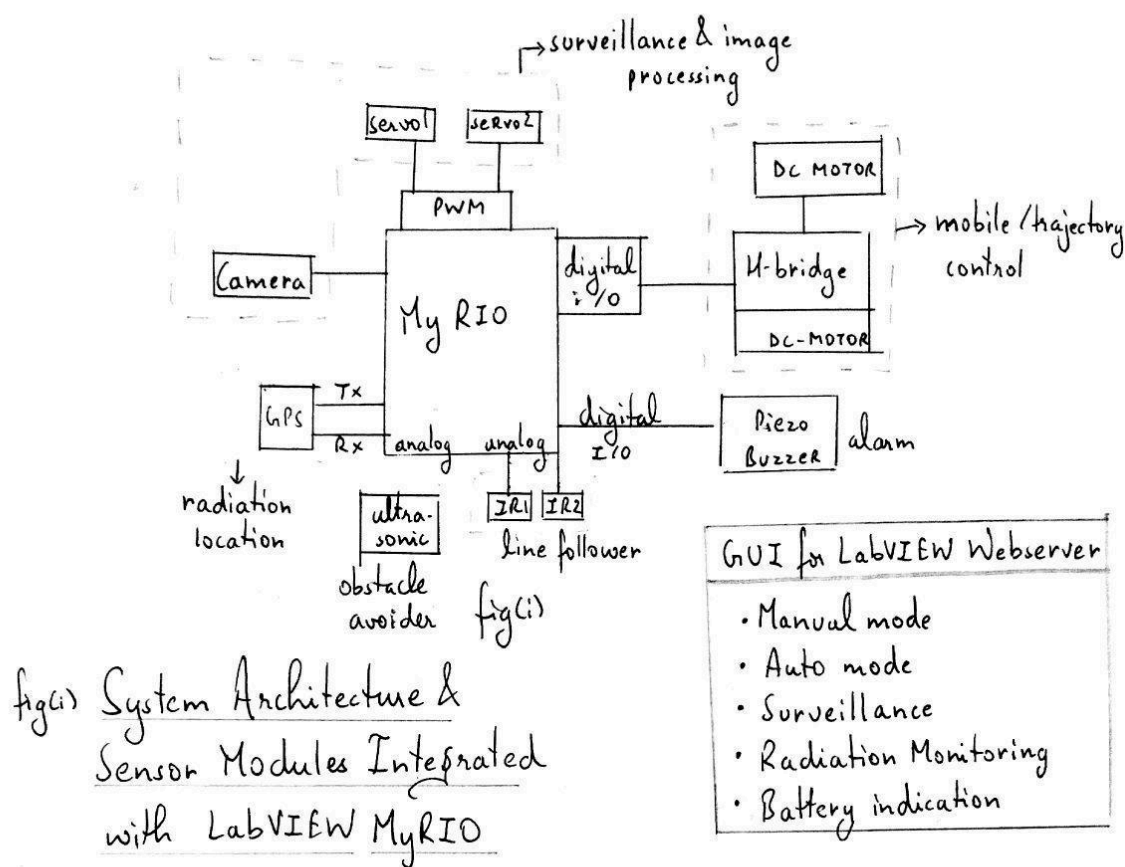 surveillance & image
processing
servo1
seRvo2
DC MOTOR
PWM
mobile/trajectory
control
digital
i/O
H-bridge
Camera
My RIO
DC-MOTOR
Tx
GPS
Rx
analog
analog
digital
I/O
Piezo
BuzzeR
alarm
radiation
location
ultra-
sonic
IR1
IR2
line follower
obstacle
avoider
fig(i)
GUI for LabVIEW Webserver
• Manual mode
• Auto mode
• Surveillance
• Radiation Monitoring
• Battery indication
fig(i) System Architecture &
Sensor Modules Integrated
with LabVIEW MyRIO